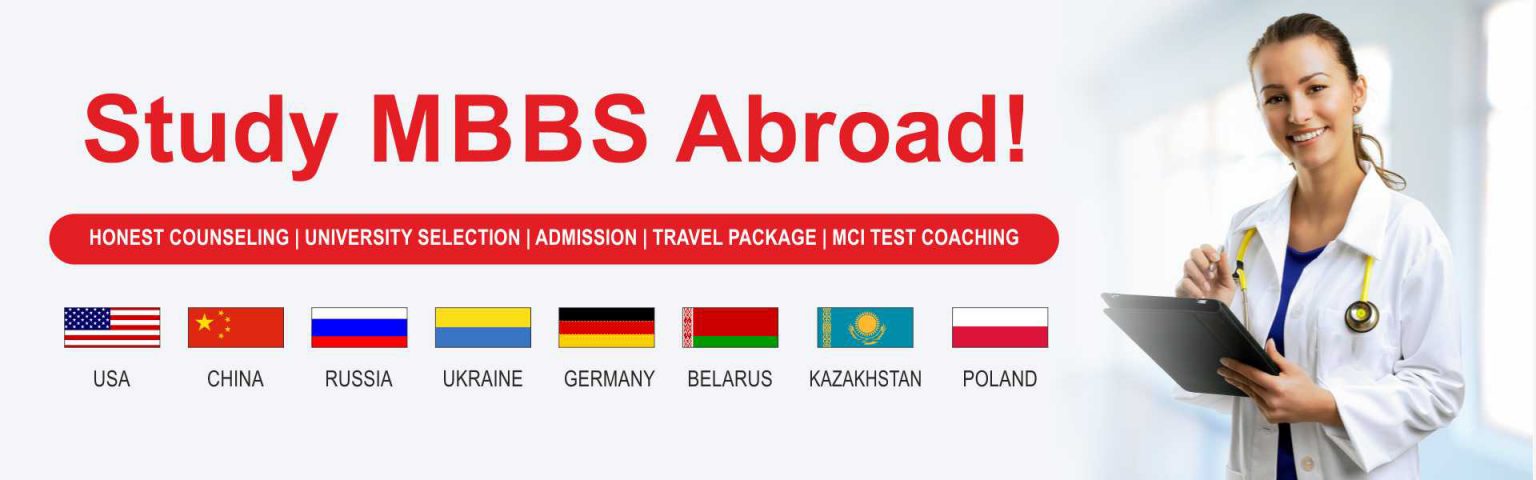 Study MBBS Abroad!
HONEST COUNSELING | UNIVERSITY SELECTION | ADMISSION | TRAVEL PACKAGE | MCI TEST COACHING
USA CHINA RUSSIA UKRAINE GERMANY BELARUS KAZAKHSTAN POLAND